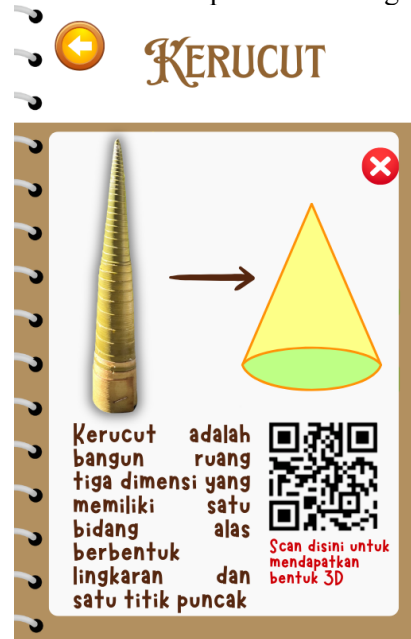 KERUCUT
Kerucut adalah
bangun ruang
tiga dimensi yang
memiliki satu
bidang alas
berbentuk
lingkaran dan
satu titik puncak
Scan disini untuk
mendapatkan
bentuk 3D